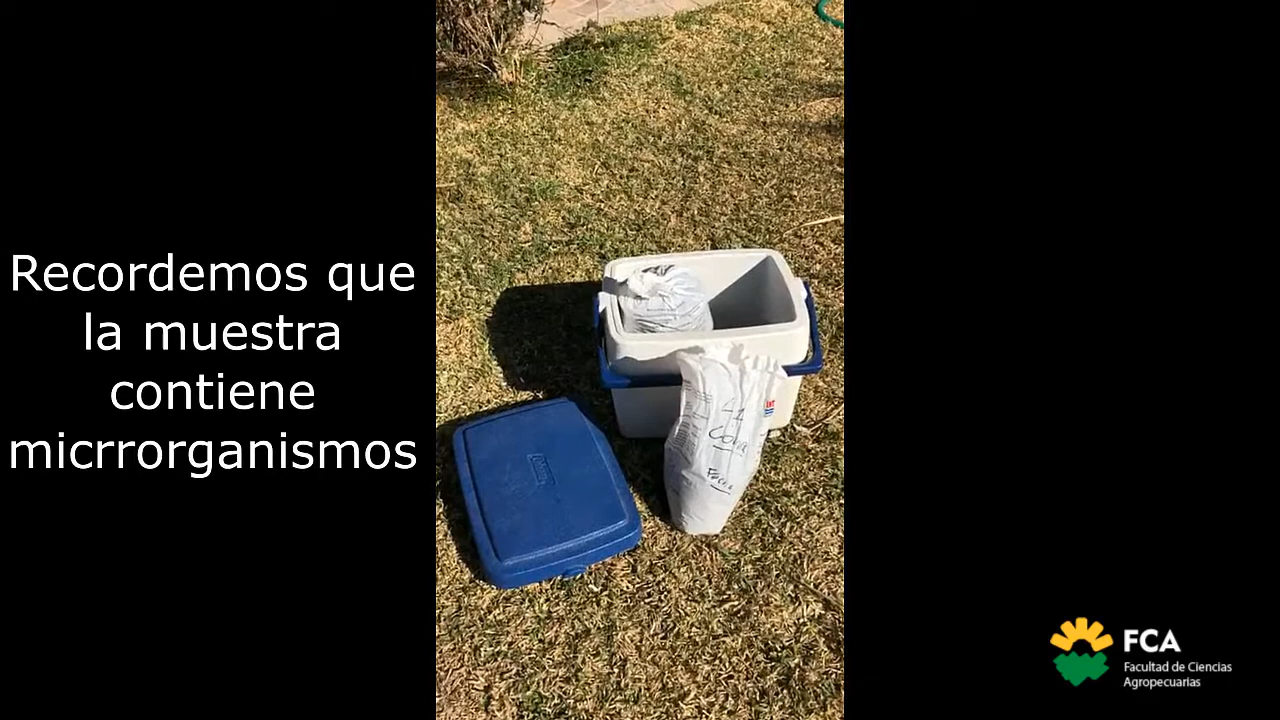 Recordemos que
la muestra
contiene
micrrorganismos
FCA
Facultad de Ciencias
Agropecuarias